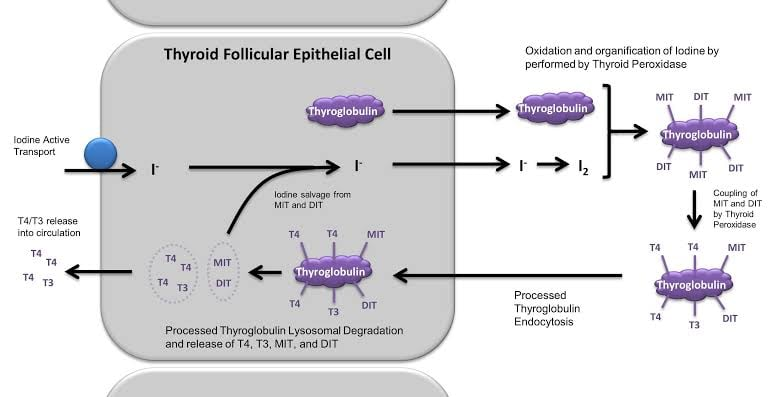 Thyroid Follicular Epithelial Cell
Oxidation and organification of Iodine by
performed by Thyroid Peroxidase
Thyroglobulin
Thyroglobulin
MIT DIT MIT
Thyroglobulin
DIT MIT DIT
Iodine Active
Transport
I-
I-
I-
I2
Iodine salvage from
MIT and DIT
Coupling of
MIT and DIT
by Thyroid
Peroxidase
T4/T3 release
into circulation
T4
T4
T4 T3
T4
T4
T4 T3
MIT
DIT
T4 T4 MIT
Thyroglobulin
T4 T3 DIT
T4 T4 MIT
Thyroglobulin
T4 T3 DIT
Processed
Thyroglobulin
Endocytosis
Processed Thyroglobulin Lysosomal Degradation
and release of T4, T3, MIT, and DIT